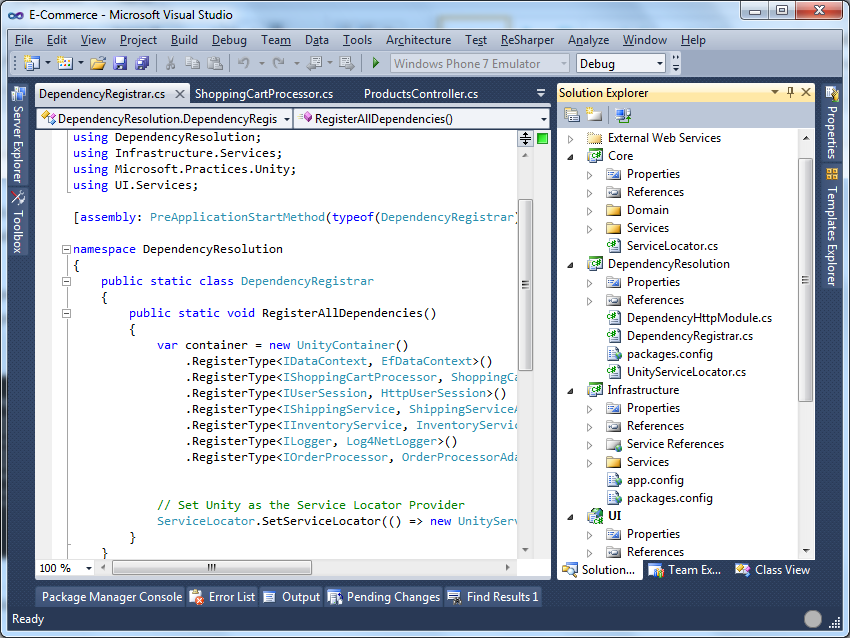 E-Commerce - Microsoft Visual Studio
File Edit View Project Build Debug Team Data Tools Architecture Test ReSharper Analyze Window Help
Windows Phone 7 Emulator Debug
Server Explorer
Toolbox
DependencyRegistrar.cs ShoppingCartProcessor.cs ProductsController.cs
DependencyResolution.DependencyRegis RegisterAllDependencies()
using DependencyResolution;
using Infrastructure.Services;
using Microsoft.Practices.Unity;
using UI.Services;
[assembly: PreApplicationStartMethod(typeof(DependencyRegistrar)
namespace DependencyResolution
{
public static class DependencyRegistrar
{
public static void RegisterAllDependencies()
{
var container = new UnityContainer()
.RegisterType<IDataContext, EfDataContext>()
.RegisterType<IShoppingCartProcessor, ShoppingCa
.RegisterType<IUserSession, HttpUserSession>()
.RegisterType<IShippingService, ShippingServiceA
.RegisterType<IInventoryService, InventoryServic
.RegisterType<ILogger, Log4NetLogger>()
.RegisterType<IOrderProcessor, OrderProcessorAda
// Set Unity as the Service Locator Provider
ServiceLocator.SetServiceLocator(() => new UnityServ
}
}
100 %
Solution Explorer
External Web Services
Core
Properties
References
Domain
Services
ServiceLocator.cs
DependencyResolution
Properties
References
DependencyHttpModule.cs
DependencyRegistrar.cs
packages.config
UnityServiceLocator.cs
Infrastructure
Properties
References
Service References
Services
app.config
packages.config
UI
Properties
References
Solution... Team Ex... Class View
Properties
Templates Explorer
Package Manager Console Error List Output Pending Changes Find Results 1
Ready